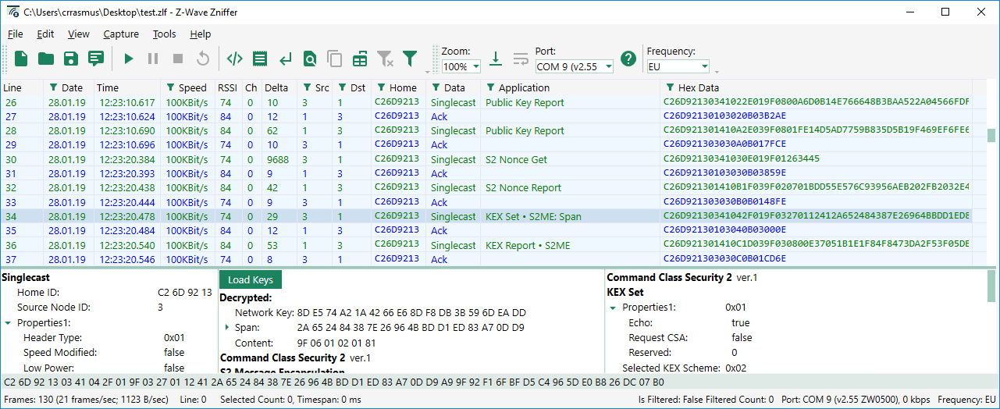 C:\Users\crrasmus\Desktop\test.zlf - Z-Wave Zniffer
File Edit View Capture Tools Help
Zoom: Port: Frequency:
100% COM 9 (v2.55 EU
Line Date Time Speed RSSI Ch Delta Src Dst Home Data Application Hex Data
26 28.01.19 12:23:10.617 100KBit/s 74 0 10 3 1 C26D9213 Singlecast Public Key Report C26D92130341022E019F0800A6D0B14E766648B3BAA522A04566FDF
27 28.01.19 12:23:10.624 100KBit/s 84 0 12 1 3 C26D9213 Ack C26D92130103020B03B2AE
28 28.01.19 12:23:10.690 100KBit/s 84 0 62 1 3 C26D9213 Singlecast Public Key Report C26D921301410A2E039F0801FE14D5AD7759B835D5B19F469EF6FE6
29 28.01.19 12:23:10.696 100KBit/s 74 0 10 3 1 C26D9213 Ack C26D921303030A0B017FCE
30 28.01.19 12:23:20.384 100KBit/s 74 0 9688 3 1 C26D9213 Singlecast S2 Nonce Get C26D92130341030E019F01263445
31 28.01.19 12:23:20.393 100KBit/s 84 0 9 1 3 C26D9213 Ack C26D92130103030B03859E
32 28.01.19 12:23:20.438 100KBit/s 84 0 42 1 3 C26D9213 Singlecast S2 Nonce Report C26D921301410B1F039F020701BDD55E576C93956AEB202FB2032E4
33 28.01.19 12:23:20.444 100KBit/s 74 0 9 3 1 C26D9213 Ack C26D921303030B0B0148FE
34 28.01.19 12:23:20.478 100KBit/s 74 0 29 3 1 C26D9213 Singlecast KEX Set • S2ME: Span C26D92130341042F019F03270112412A652484387E26964BBDD1ED8
35 28.01.19 12:23:20.484 100KBit/s 84 0 12 1 3 C26D9213 Ack C26D92130103040B03000E
36 28.01.19 12:23:20.540 100KBit/s 84 0 53 1 3 C26D9213 Singlecast KEX Report • S2ME C26D921301410C1D039F030800E37051B1E1F84F8473DA2F53F05DE
37 28.01.19 12:23:20.546 100KBit/s 74 0 8 3 1 C26D9213 Ack C26D921303030C0B01CD6E
Singlecast
Home ID: C2 6D 92 13
Source Node ID: 3
Properties1:
Header Type: 0x01
Speed Modified: false
Low Power: false
Load Keys
Decrypted:
Network Key: 8D E5 74 A2 1A 42 66 E6 8D F8 DB 3B 59 6D EA DD
Span: 2A 65 24 84 38 7E 26 96 4B BD D1 ED 83 A7 0D D9
Content: 9F 06 01 02 01 81
Command Class Security 2 ver.1
S2 Message Encapsulation
Command Class Security 2 ver.1
KEX Set
Properties1: 0x01
Echo: true
Request CSA: false
Reserved: 0
Selected KEX Scheme: 0x02
C2 6D 92 13 03 41 04 2F 01 9F 03 27 01 12 41 2A 65 24 84 38 7E 26 96 4B BD D1 ED 83 A7 0D D9 A9 9F 92 F1 6F BF D5 C4 96 5D E0 B8 26 DC 07 B0
Frames: 130 (21 frames/sec; 1123 B/sec) Line: 0 Selected Count: 0, Timespan: 0 ms Is Filtered: False Filtered Count: 0 Port: COM 9 (v2.55 ZW0500), 0 kbps Frequency: EU